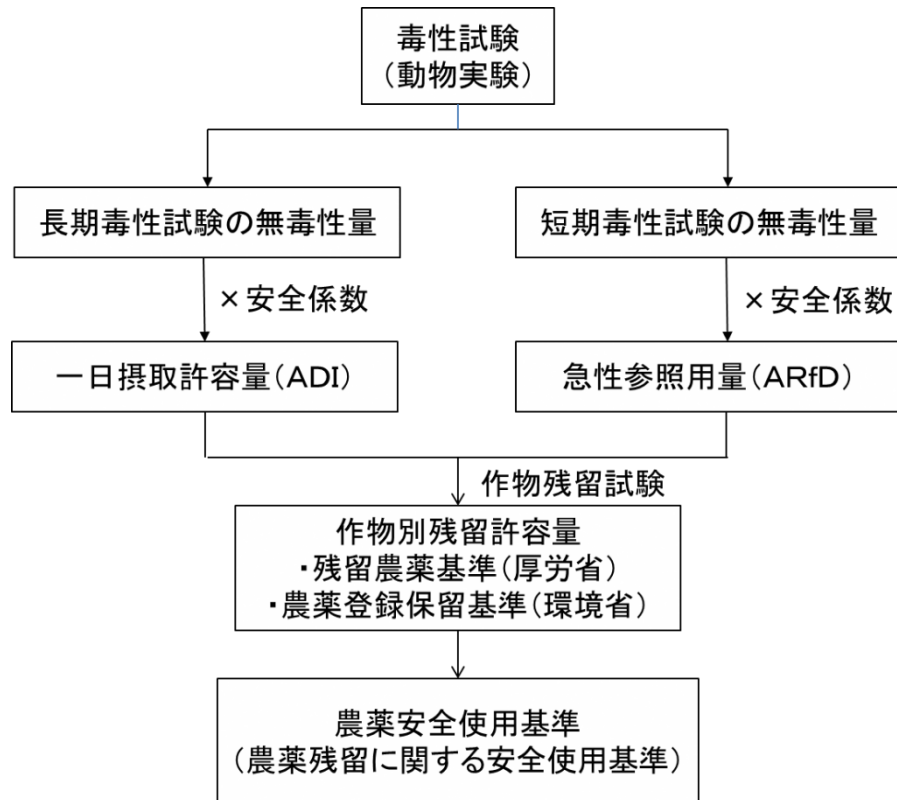 毒性試験
（動物実験）
長期毒性試験の無毒性量
短期毒性試験の無毒性量
×安全係数
×安全係数
一日摂取許容量（ADI）
急性参照用量（ARfD）
作物残留試験
作物別残留許容量
・残留農薬基準（厚労省）
・農薬登録保留基準（環境省）
農薬安全使用基準
（農薬残留に関する安全使用基準）